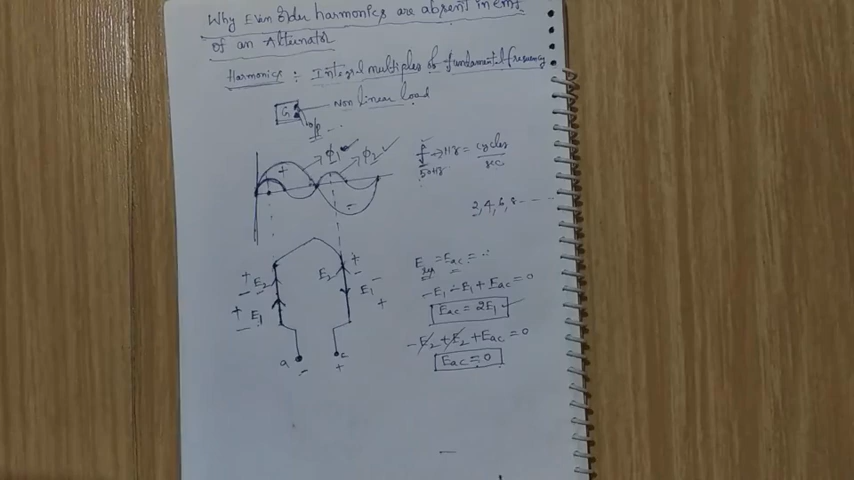 Why Even Order harmonics are absent in emf
of an Alternator
Harmonics : Integral multiples of fundamental frequency
G
Non linear load
o/p
ϕ1 ϕ2
+
-
f → Hz = cycles/sec
50Hz
2,4,6,8 - - - -
E = Eac =
-E1 - E1 + Eac = 0
Eac = 2E1
-E2 + E2 + Eac = 0
Eac = 0
+ E2 -
+ E1 -
E2 + -
E1 - +
a -
c +